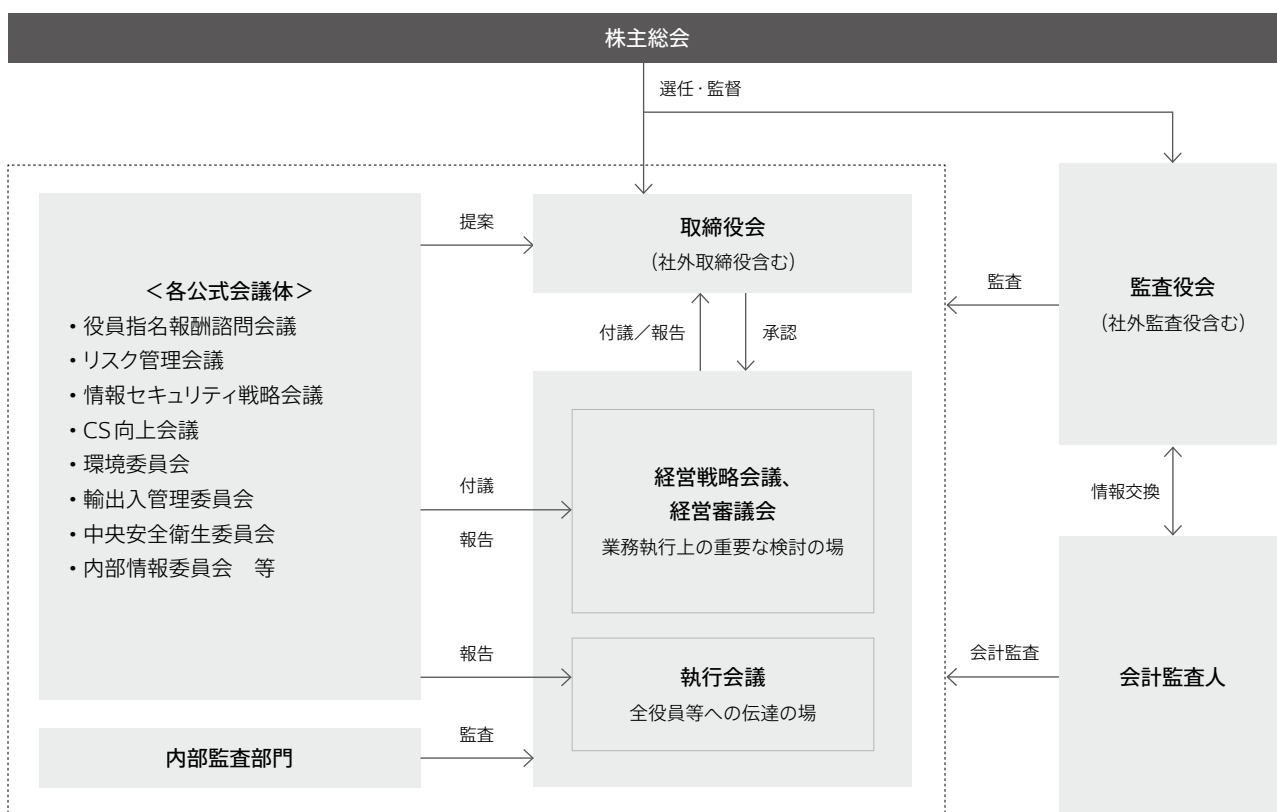 株主総会
選任・監督
＜各公式会議体＞
・役員指名報酬諮問会議
・リスク管理会議
・情報セキュリティ戦略会議
・CS向上会議
・環境委員会
・輸出入管理委員会
・中央安全衛生委員会
・内部情報委員会　等
提案
取締役会
（社外取締役含む）
付議／報告
承認
付議
報告
経営戦略会議、
経営審議会
業務執行上の重要な検討の場
報告
執行会議
全役員等への伝達の場
内部監査部門
監査
監査
監査役会
（社外監査役含む）
情報交換
会計監査
会計監査人